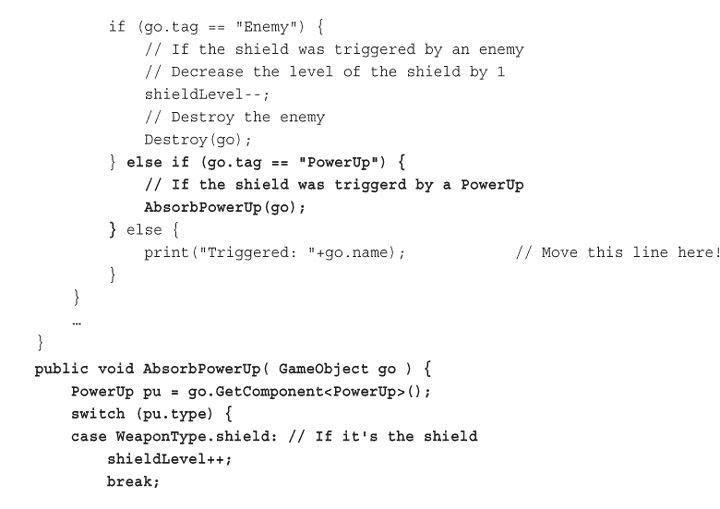 if (go.tag == "Enemy") {
// If the shield was triggered by an enemy
// Decrease the level of the shield by 1
shieldLevel--;
// Destroy the enemy
Destroy(go);
} else if (go.tag == "PowerUp") {
// If the shield was triggerd by a PowerUp
AbsorbPowerUp(go);
} else {
print("Triggered: "+go.name); // Move this line here!
}
}
…
}
public void AbsorbPowerUp( GameObject go ) {
PowerUp pu = go.GetComponent<PowerUp>();
switch (pu.type) {
case WeaponType.shield: // If it's the shield
shieldLevel++;
break;